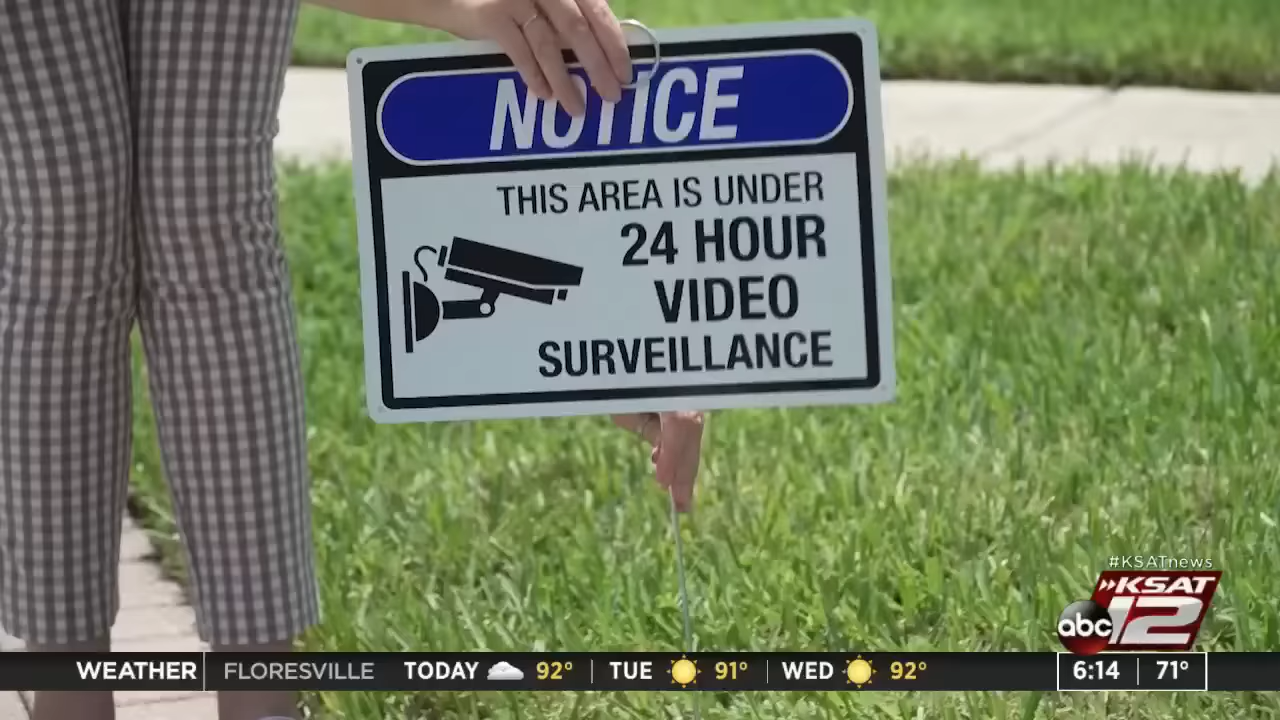 NOTICE
THIS AREA IS UNDER
24 HOUR
VIDEO
SURVEILLANCE
#KSATnews
KSAT
abc 12
WEATHER FLORESVILLE TODAY 92° TUE 91° WED 92° 6:14 71°